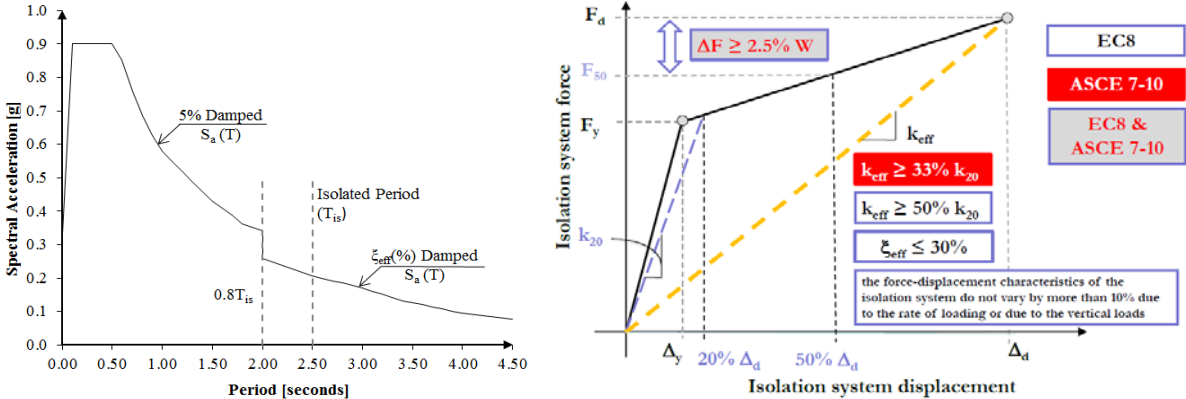 Spectral Acceleration [g]
1.0
0.9
0.8
0.7
0.6
0.5
0.4
0.3
0.2
0.1
0.0
5% Damped
Sa (T)
Isolated Period
(Tis)
ξeff(%) Damped
Sa (T)
0.8Tis
0.00
0.50
1.00
1.50
2.00
2.50
3.00
3.50
4.00
4.50
Period [seconds]
Isolation system force
Fd
F50
Fy
ΔF ≥ 2.5% W
k20
keff
keff ≥ 33% k20
keff ≥ 50% k20
ξeff ≤ 30%
the force-displacement characteristics of the
isolation system do not vary by more than 10% due
to the rate of loading or due to the vertical loads
EC8
ASCE 7-10
EC8 &
ASCE 7-10
Δy
20% Δd
50% Δd
Δd
Isolation system displacement